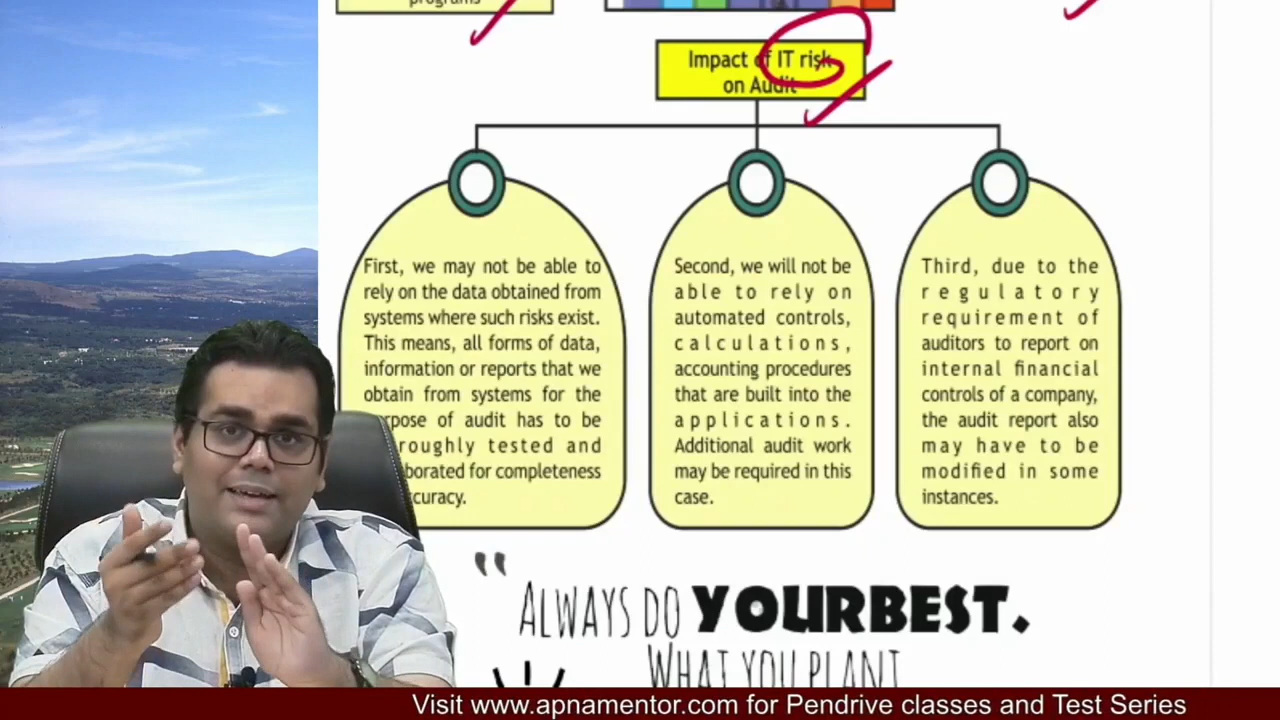 programs
Impact of IT risk
on Audit
First, we may not be able to
rely on the data obtained from
systems where such risks exist.
This means, all forms of data,
information or reports that we
obtain from systems for the
of audit has to be
tested and
for completeness
Second, we will not be
able to rely on
automated controls,
calculations,
accounting procedures
that are built into the
applications.
Additional audit work
may be required in this
case.
Third, due to the
regulatory
requirement of
auditors to report on
internal financial
controls of a company,
the audit report also
may have to be
modified in some
instances.
"ALWAYS DO YOUR BEST.
WHAT YOU PLANT
Visit www.apnamentor.com for Pendrive classes and Test Series